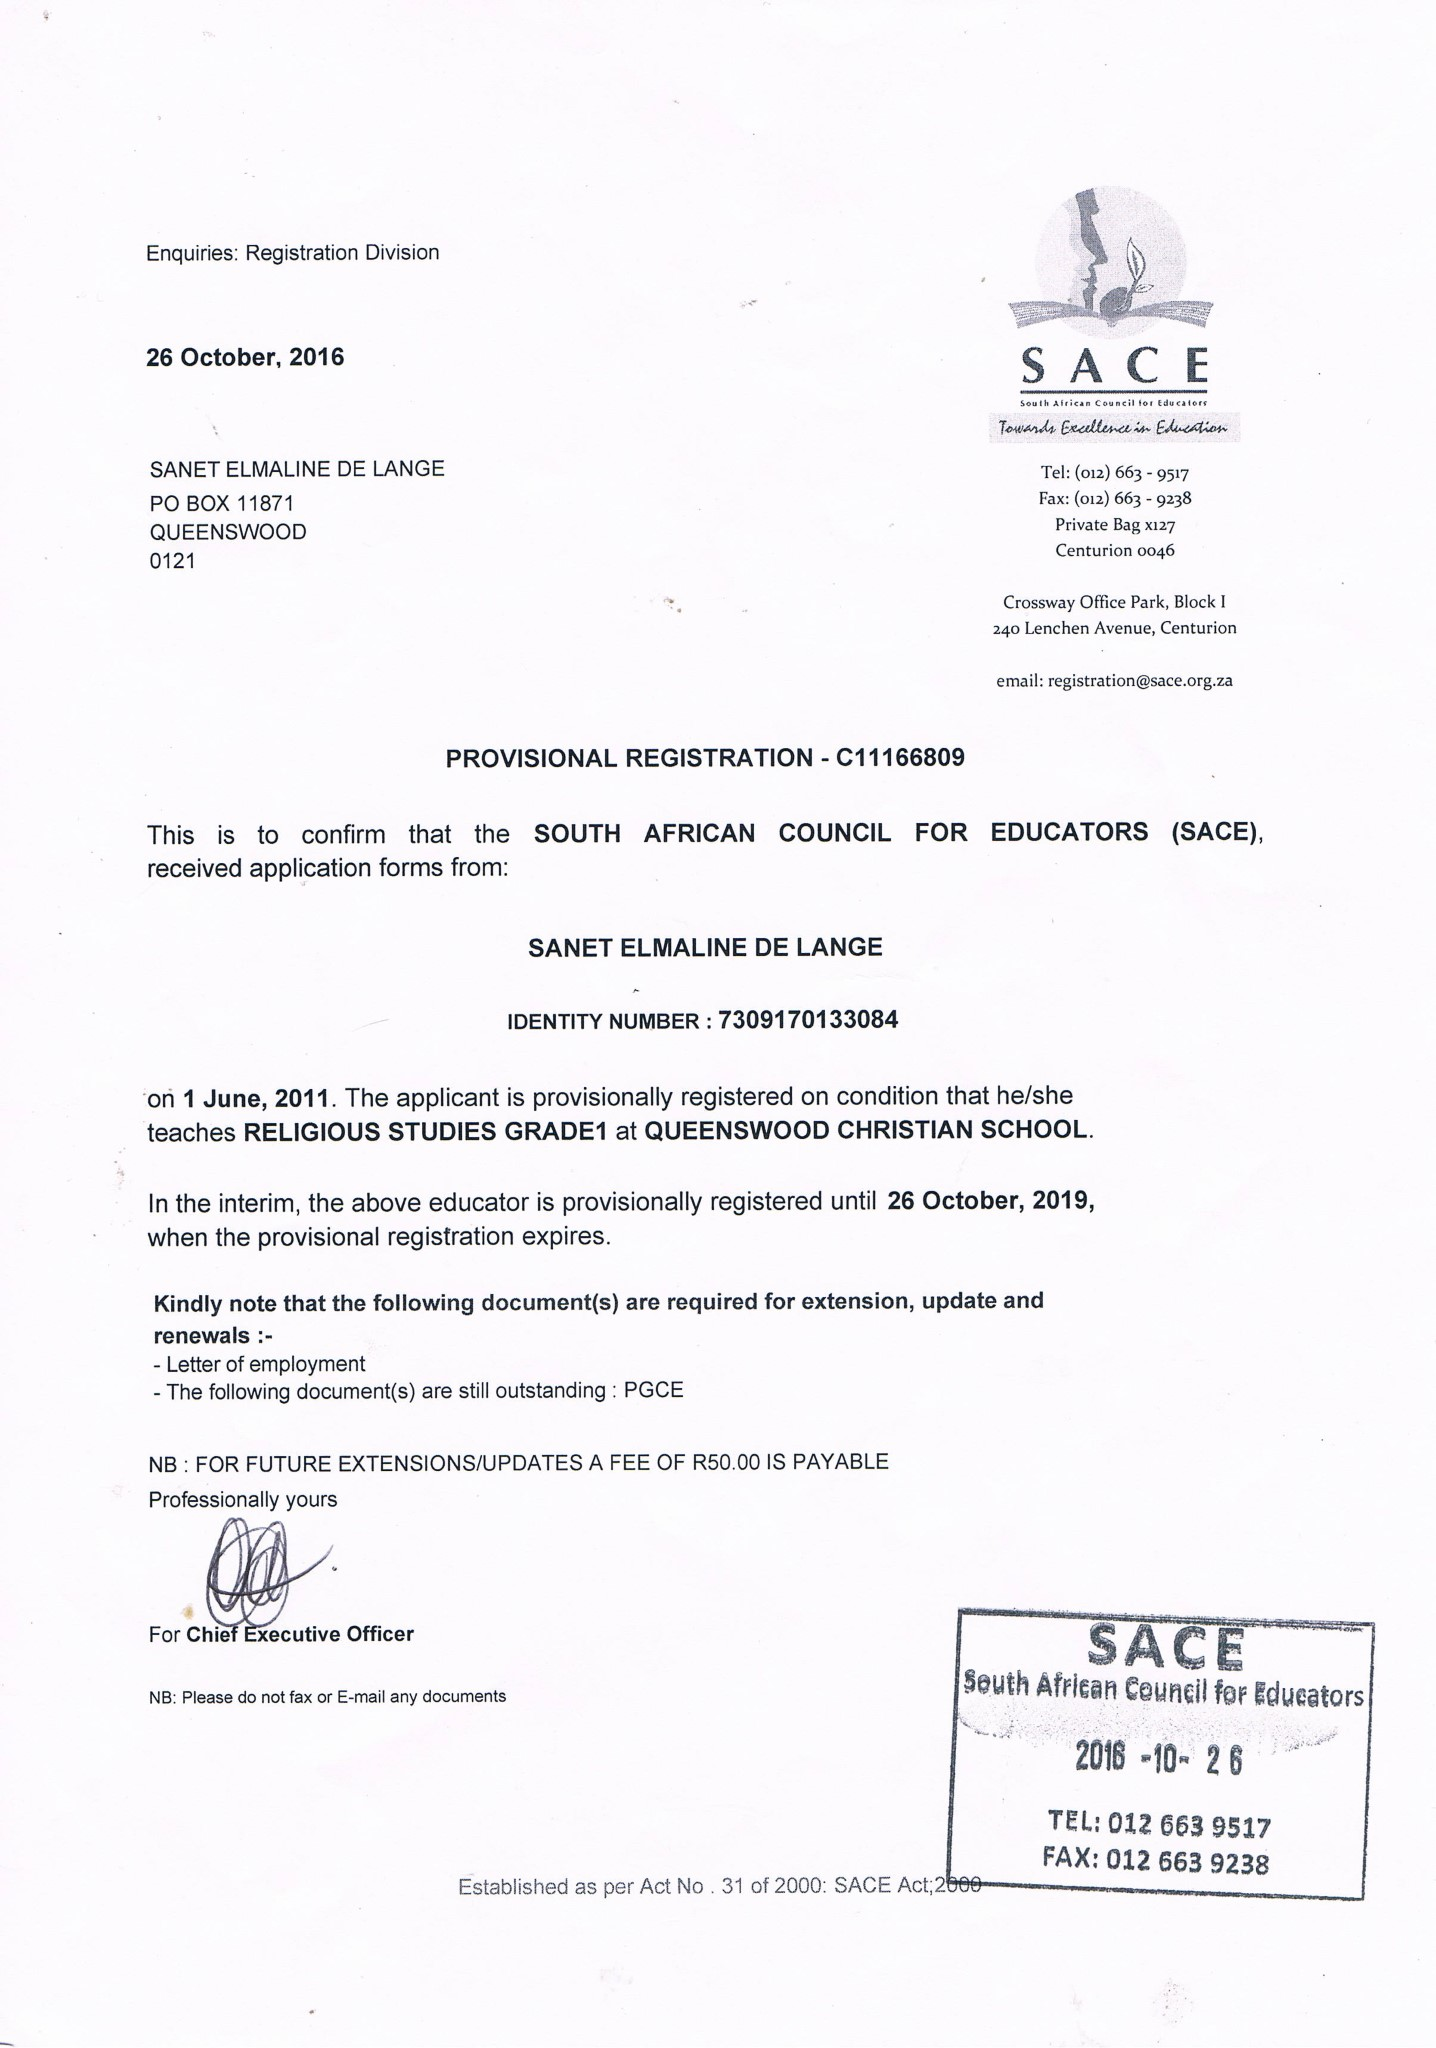 Enquiries: Registration Division
26 October, 2016
SANET ELMALINE DE LANGE
PO BOX 11871
QUEENSWOOD
0121
SACE
South African Council for Educators
Towards Excellence in Education
Tel: (012) 663 - 9517
Fax: (012) 663 - 9238
Private Bag x127
Centurion 0046
Crossway Office Park, Block I
240 Lenchen Avenue, Centurion
email: registration@sace.org.za
PROVISIONAL REGISTRATION - C11166809
This is to confirm that the SOUTH AFRICAN COUNCIL FOR EDUCATORS (SACE),
received application forms from:
SANET ELMALINE DE LANGE
IDENTITY NUMBER : 7309170133084
on 1 June, 2011. The applicant is provisionally registered on condition that he/she
teaches RELIGIOUS STUDIES GRADE1 at QUEENSWOOD CHRISTIAN SCHOOL.
In the interim, the above educator is provisionally registered until 26 October, 2019,
when the provisional registration expires.
Kindly note that the following document(s) are required for extension, update and
renewals :-
- Letter of employment
- The following document(s) are still outstanding : PGCE
NB : FOR FUTURE EXTENSIONS/UPDATES A FEE OF R50.00 IS PAYABLE
Professionally yours
For Chief Executive Officer
NB: Please do not fax or E-mail any documents
SACE
South African Council for Educators
2016 -10- 26
TEL: 012 663 9517
FAX: 012 663 9238
Established as per Act No . 31 of 2000: SACE Act;2000